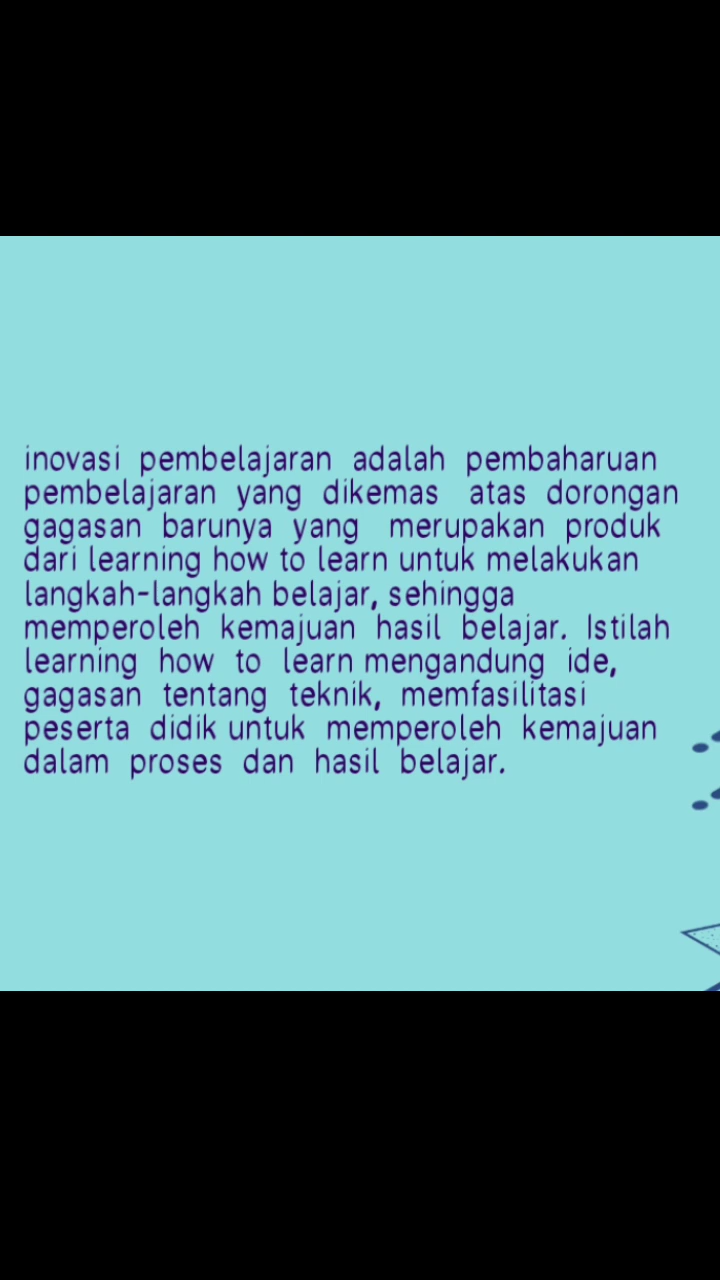 inovasi pembelajaran adalah pembaharuan
pembelajaran yang dikemas atas dorongan
gagasan barunya yang merupakan produk
dari learning how to learn untuk melakukan
langkah-langkah belajar, sehingga
memperoleh kemajuan hasil belajar. Istilah
learning how to learn mengandung ide,
gagasan tentang teknik, memfasilitasi
peserta didik untuk memperoleh kemajuan
dalam proses dan hasil belajar.